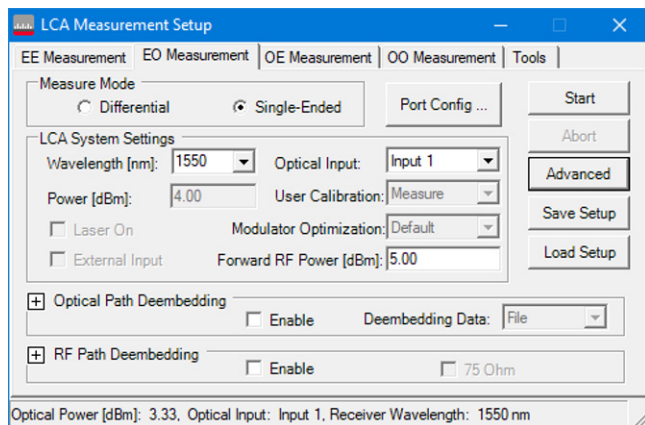 LCA Measurement Setup
EE Measurement EO Measurement OE Measurement OO Measurement Tools
Measure Mode
Differential Single-Ended Port Config ... Start
LCA System Settings Abort
Wavelength [nm]: 1550 Optical Input: Input 1 Advanced
Power [dBm]: 4.00 User Calibration: Measure Save Setup
Laser On Modulator Optimization: Default Load Setup
External Input Forward RF Power [dBm]: 5.00
Optical Path Deembedding
Enable Deembedding Data: File
RF Path Deembedding
Enable 75 Ohm
Optical Power [dBm]: 3.33, Optical Input: Input 1, Receiver Wavelength: 1550 nm